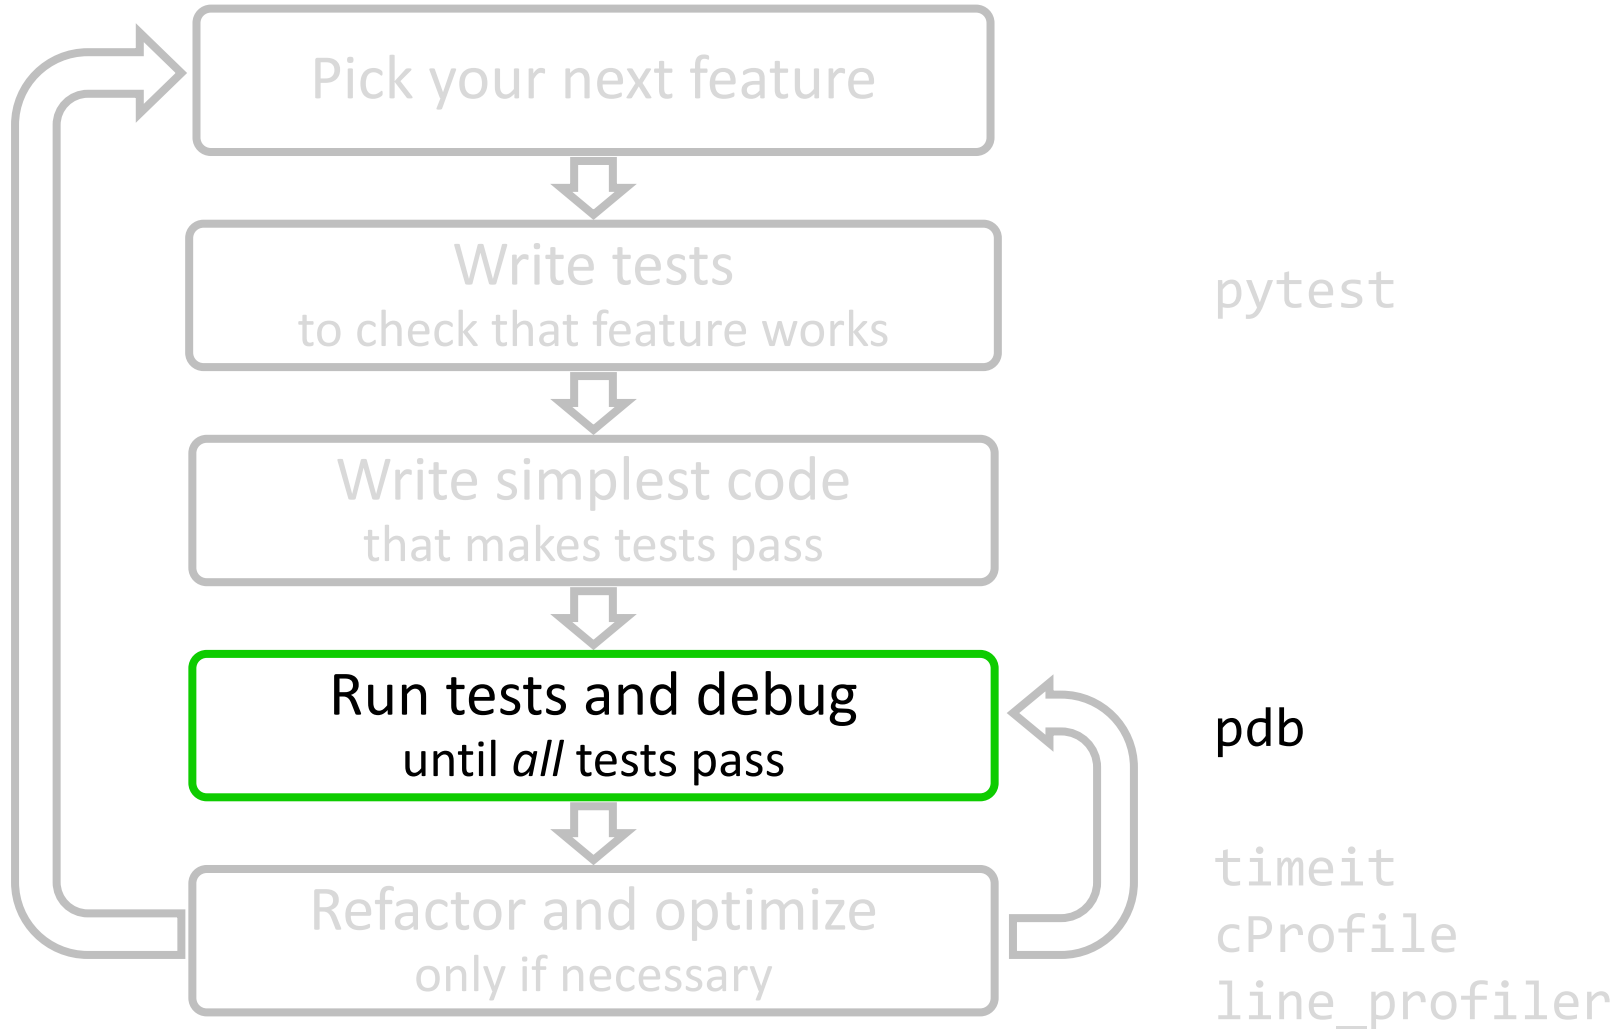 Pick your next feature
Write tests
to check that feature works
pytest
Write simplest code
that makes tests pass
Run tests and debug
until all tests pass
pdb
Refactor and optimize
only if necessary
timeit
cProfile
line_profiler